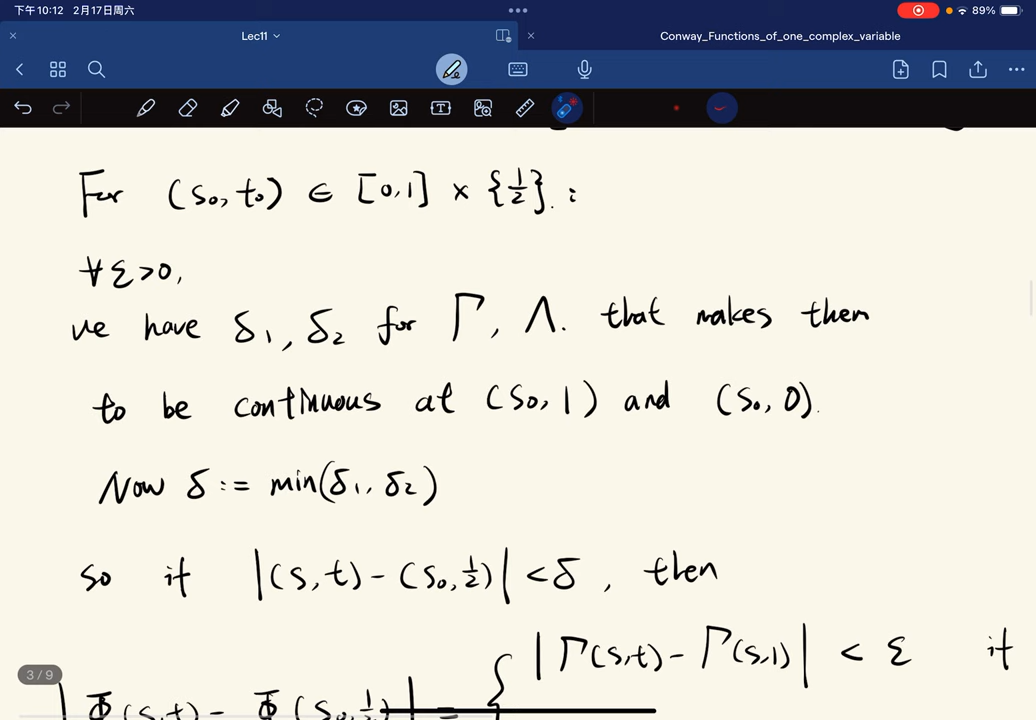 下午10:12 2月17日周六
89%
Lec11
Conway_Functions_of_one_complex_variable
For (s₀, t₀) ∈ [0,1] × {½}. :
∀ ε>0,
we have δ₁, δ₂ for Γ, Λ. that makes them
to be continuous at (s₀, 1) and (s₀, 0).
Now δ := min(δ₁, δ₂)
so if |(s,t) - (s₀, ½)| < δ, then
| Γ(s,t) - Γ(s,1) | < ε if
3 / 9
| Φ(s,t) - Φ(s₀, ½) | = {